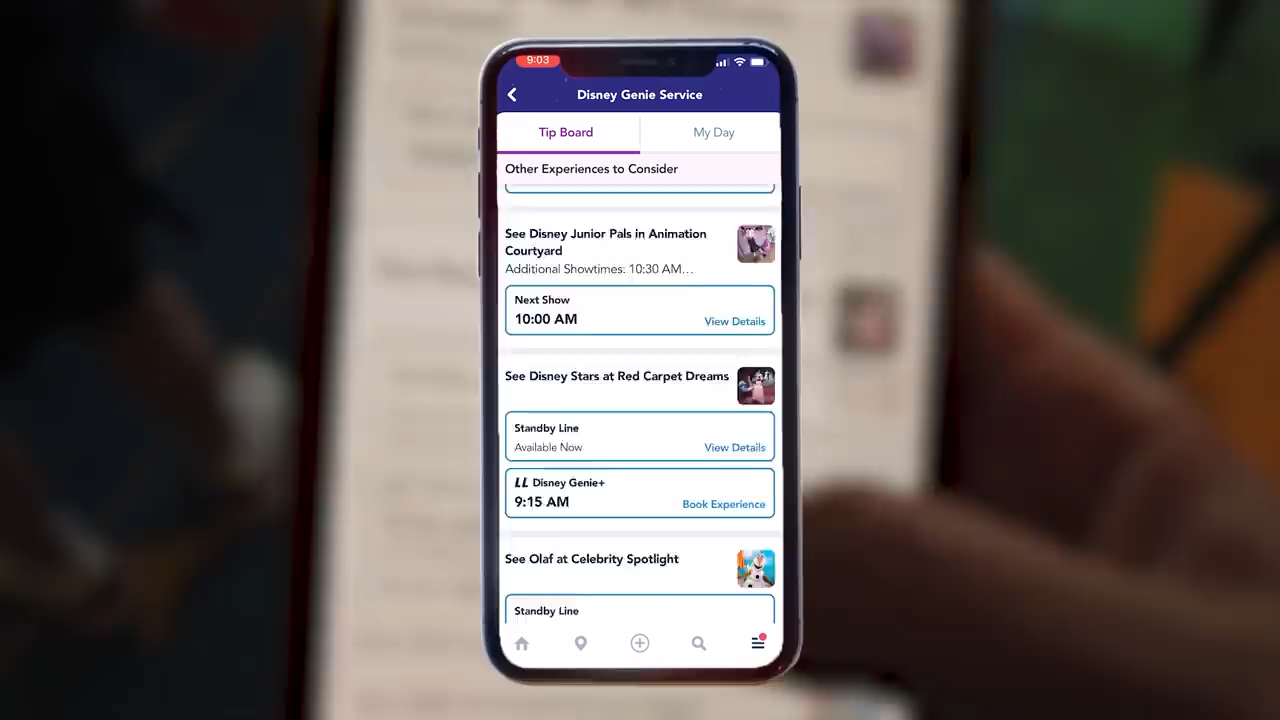 9:03
Disney Genie Service
Tip Board
My Day
Other Experiences to Consider
See Disney Junior Pals in Animation
Courtyard
Additional Showtimes: 10:30 AM...
Next Show
10:00 AM
View Details
See Disney Stars at Red Carpet Dreams
Standby Line
Available Now
View Details
LL Disney Genie+
9:15 AM
Book Experience
See Olaf at Celebrity Spotlight
Standby Line